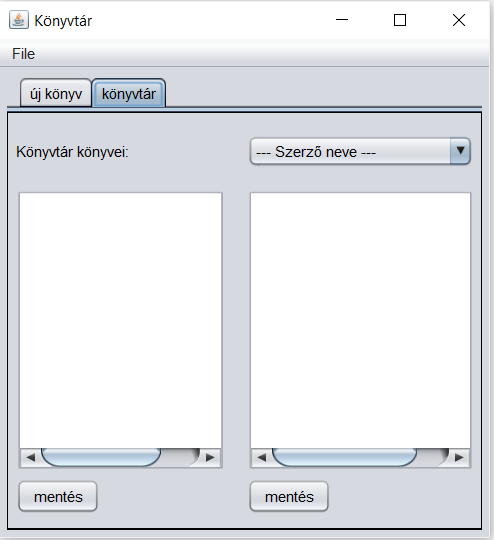 Könyvtár
File
új könyv könyvtár
Könyvtár könyvei: --- Szerző neve ---
mentés mentés